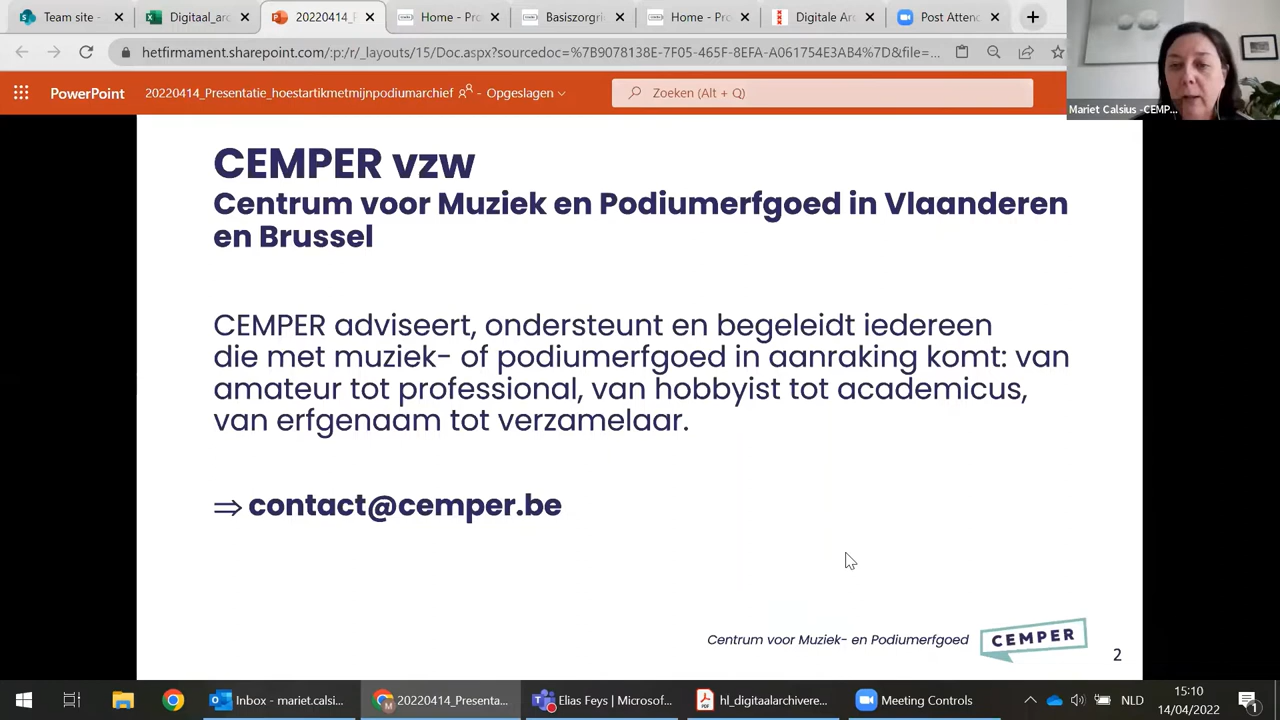 Team site -
Digitaal_arc
20220414_P
Home - Pro
Basiszorgri
Home - Pro
Digitale Arc
Post Attend
hetfirmament.sharepoint.com/:p:/r/_layouts/15/Doc.aspx?sourcedoc=%7B9078138E-7F05-465F-8EFA-A061754E3AB4%7D&file=...
Mariet Calsius -CEMP...
PowerPoint
20220414_Presentatie_hoestartikmetmijnpodiumarchief - Opgeslagen
Zoeken (Alt + Q)
CEMPER vzw
Centrum voor Muziek en Podiumerfgoed in Vlaanderen
en Brussel
CEMPER adviseert, ondersteunt en begeleidt iedereen
die met muziek- of podiumerfgoed in aanraking komt: van
amateur tot professional, van hobbyist tot academicus,
van erfgenaam tot verzamelaar.
⇒ contact@cemper.be
Centrum voor Muziek- en Podiumerfgoed
CEMPER
2
Inbox - mariet.calsi...
20220414_Presenta...
Elias Feys | Microsof...
hl_digitaalarchivere...
Meeting Controls
NLD
15:10
14/04/2022
1